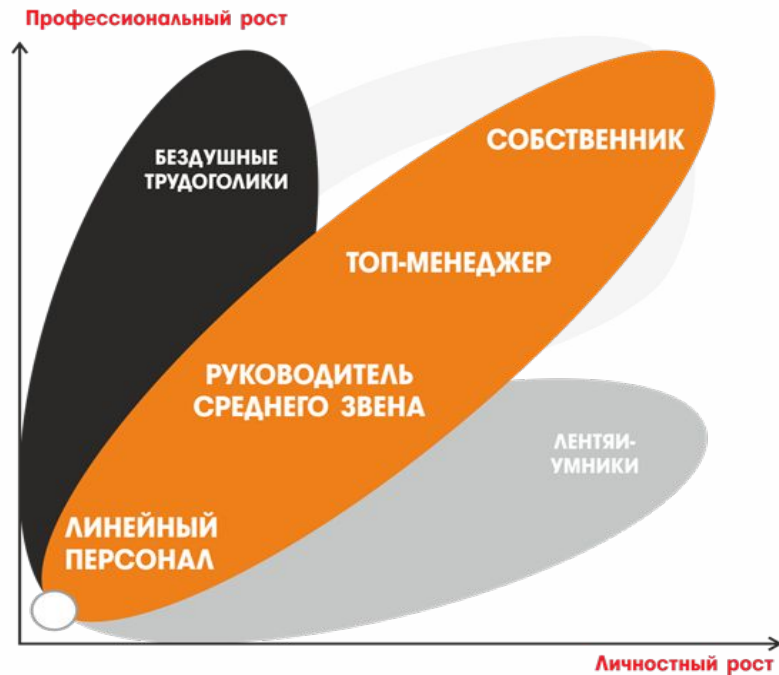 Профессиональный рост
БЕЗДУШНЫЕ
ТРУДОГОЛИКИ
СОБСТВЕННИК
ТОП-МЕНЕДЖЕР
РУКОВОДИТЕЛЬ
СРЕДНЕГО ЗВЕНА
ЛЕНТЯИ-
УМНИКИ
ЛИНЕЙНЫЙ
ПЕРСОНАЛ
Личностный рост